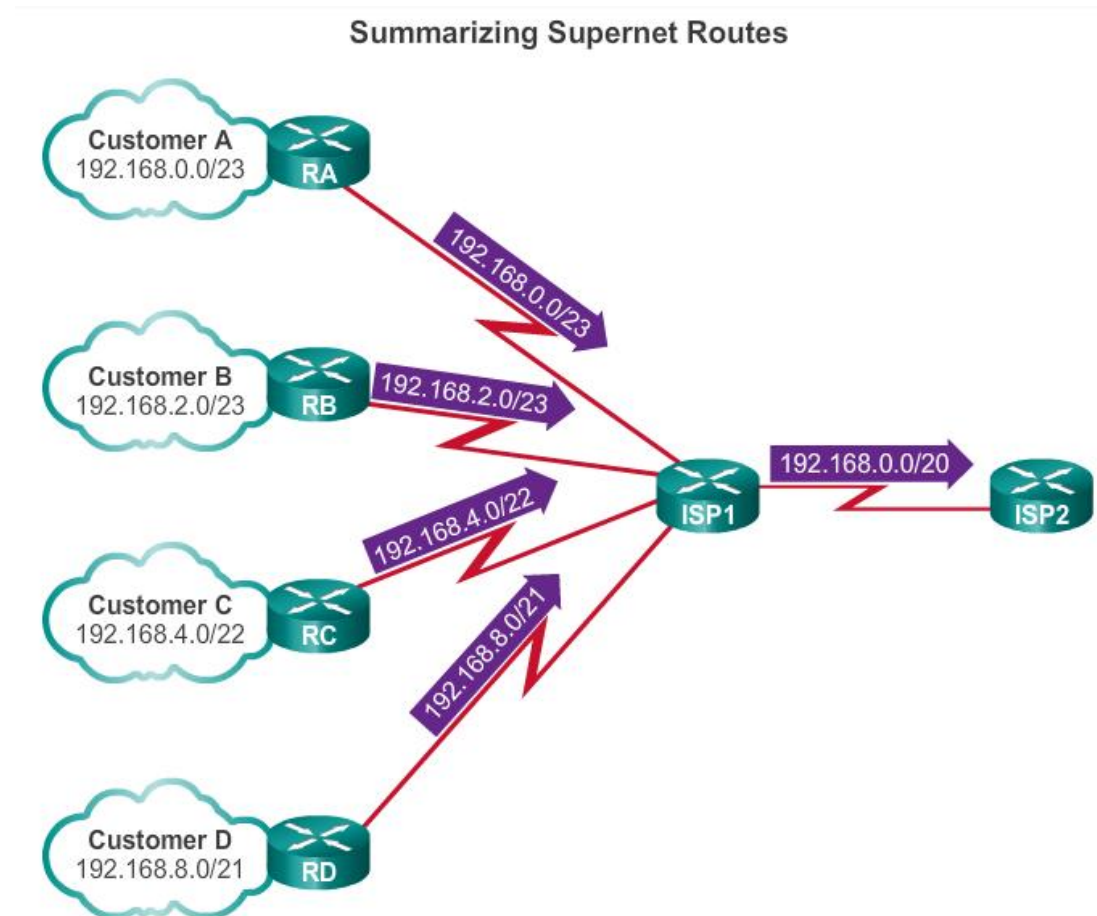 Summarizing Supernet Routes
Customer A
192.168.0.0/23
RA
192.168.0.0/23
Customer B
192.168.2.0/23
RB
192.168.2.0/23
192.168.0.0/20
ISP1
ISP2
192.168.4.0/22
Customer C
192.168.4.0/22
RC
192.168.8.0/21
Customer D
192.168.8.0/21
RD